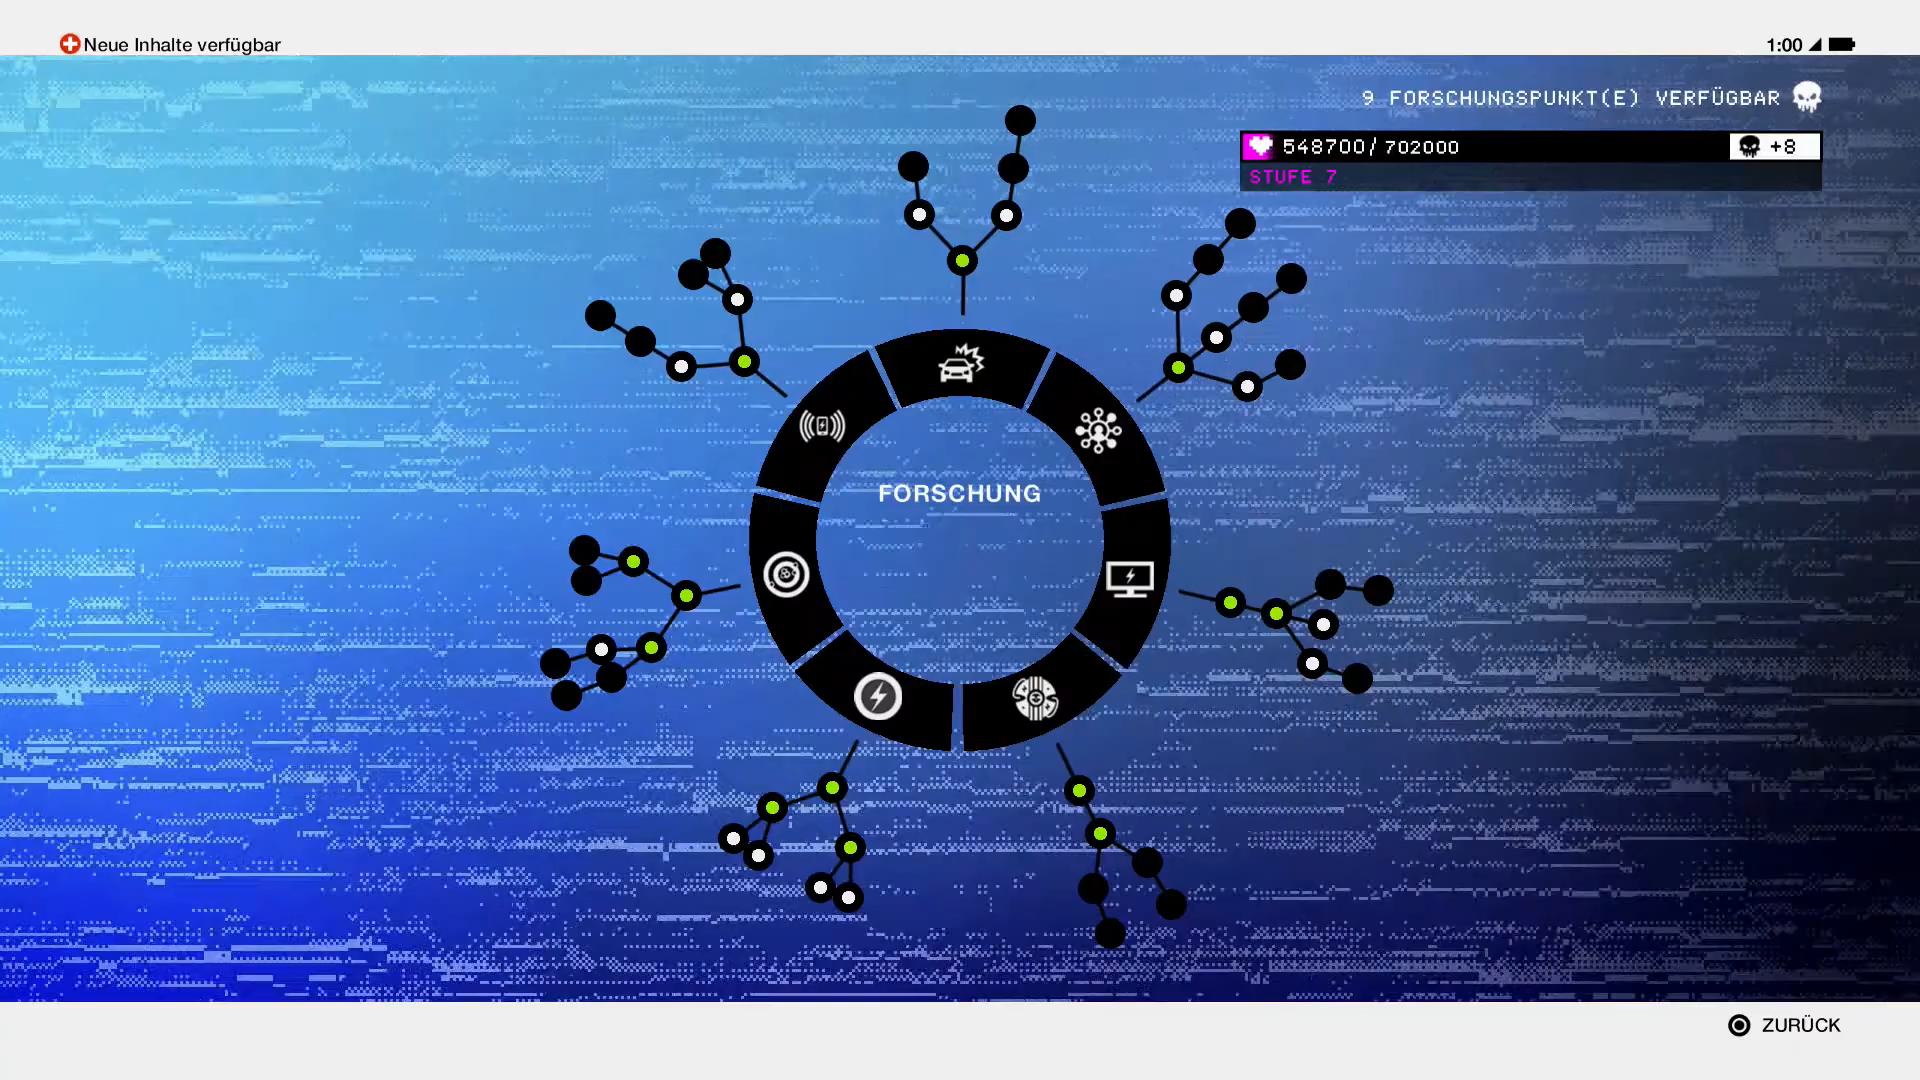 Neue Inhalte verfügbar
1:00
9 FORSCHUNGSPUNKT(E) VERFÜGBAR
548700/702000
+8
STUFE 7
FORSCHUNG
ZURÜCK